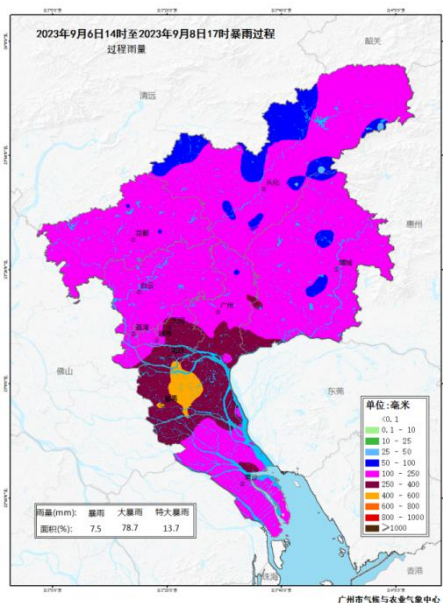 2023年9月6日14时至2023年9月8日17时暴雨过程
过程雨量
韶关
清远
从化
惠州
花都
增城
白云
广州
荔湾
佛山
东莞
单位:毫米
<0.1
0.1 - 10
10 - 25
25 - 50
50 - 100
100 - 250
250 - 400
400 - 600
600 - 800
800 - 1000
≥1000
雨量(mm): 暴雨 大暴雨 特大暴雨
面积(%): 7.5 78.7 13.7
珠海
香港
广州市气候与农业气象中心